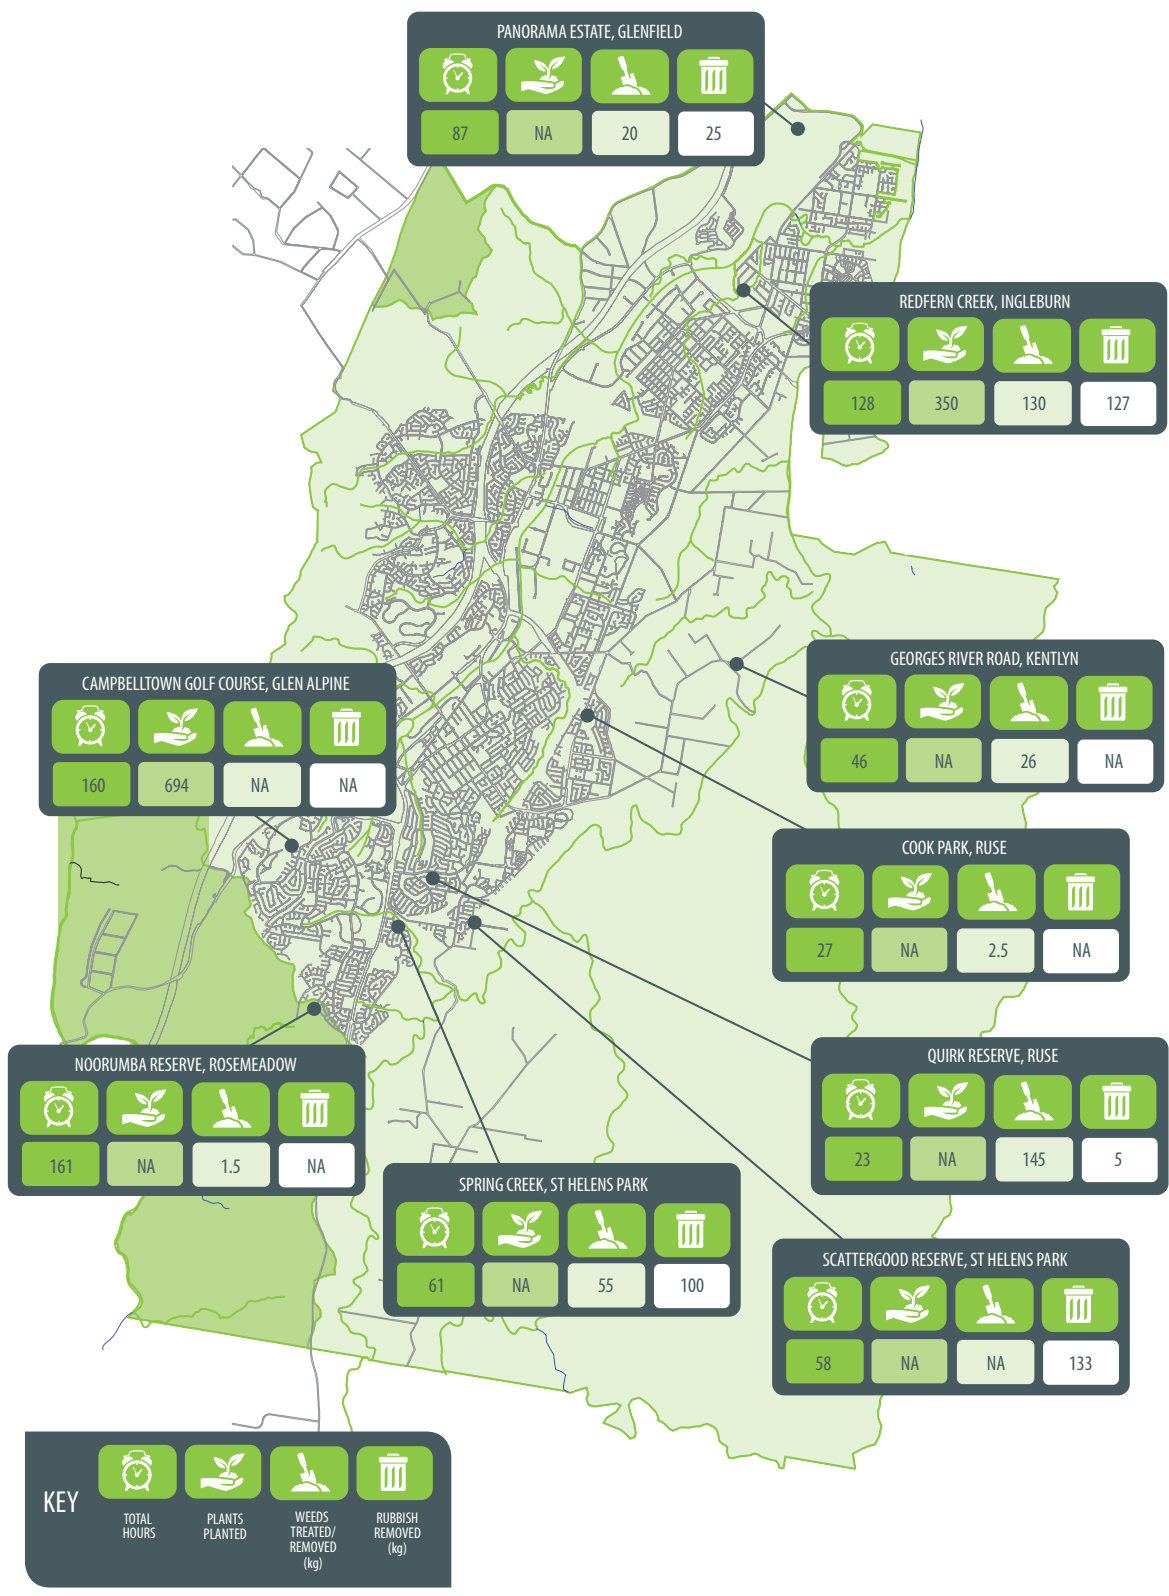 PANORAMA ESTATE, GLENFIELD
87 NA 20 25
REDFERN CREEK, INGLEBURN
128 350 130 127
GEORGES RIVER ROAD, KENTLYN
46 NA 26 NA
CAMPBELLTOWN GOLF COURSE, GLEN ALPINE
160 694 NA NA
COOK PARK, RUSE
27 NA 2.5 NA
QUIRK RESERVE, RUSE
23 NA 145 5
NOORUMBA RESERVE, ROSEMEADOW
161 NA 1.5 NA
SPRING CREEK, ST HELENS PARK
61 NA 55 100
SCATTERGOOD RESERVE, ST HELENS PARK
58 NA NA 133
KEY
TOTAL
HOURS
PLANTS
PLANTED
WEEDS
TREATED/
REMOVED
(kg)
RUBBISH
REMOVED
(kg)